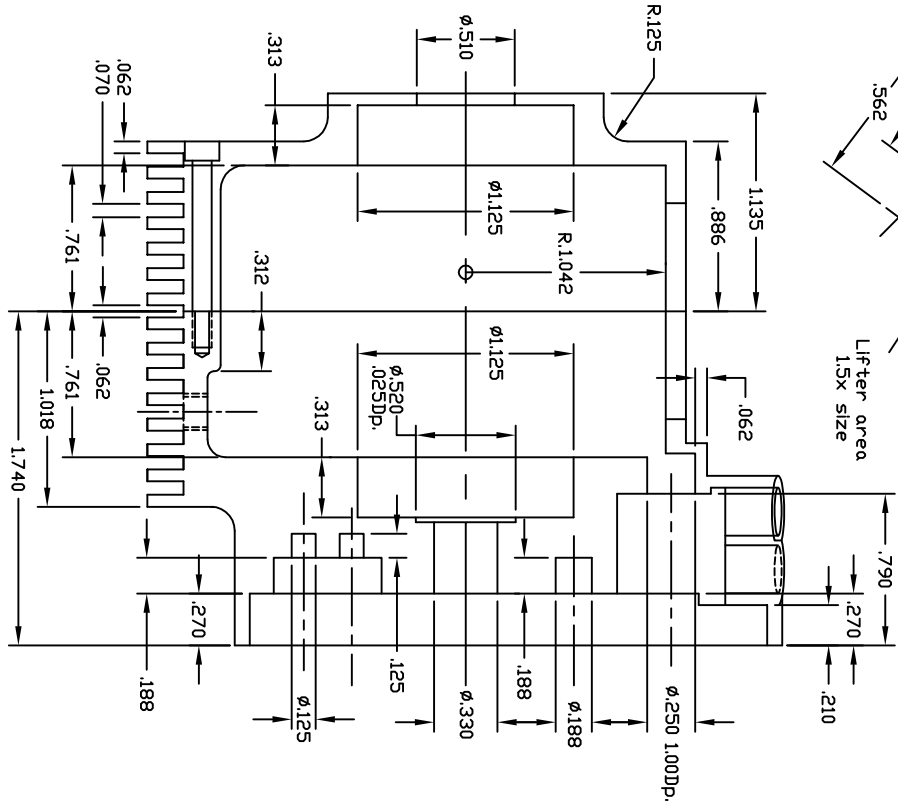 R.125
ø.510
.313
.062
.070
.562
1.135
.886
ø1.125
R.1.042
.761
.312
Lifter area
1.5x size
.062
ø1.125
ø.520
.025Dp.
.062
.761
.313
1.018
1.740
.790
.270
.210
.270
.188
.125
.188
ø.125
ø.330
ø.188
ø.250 1.00Dp.